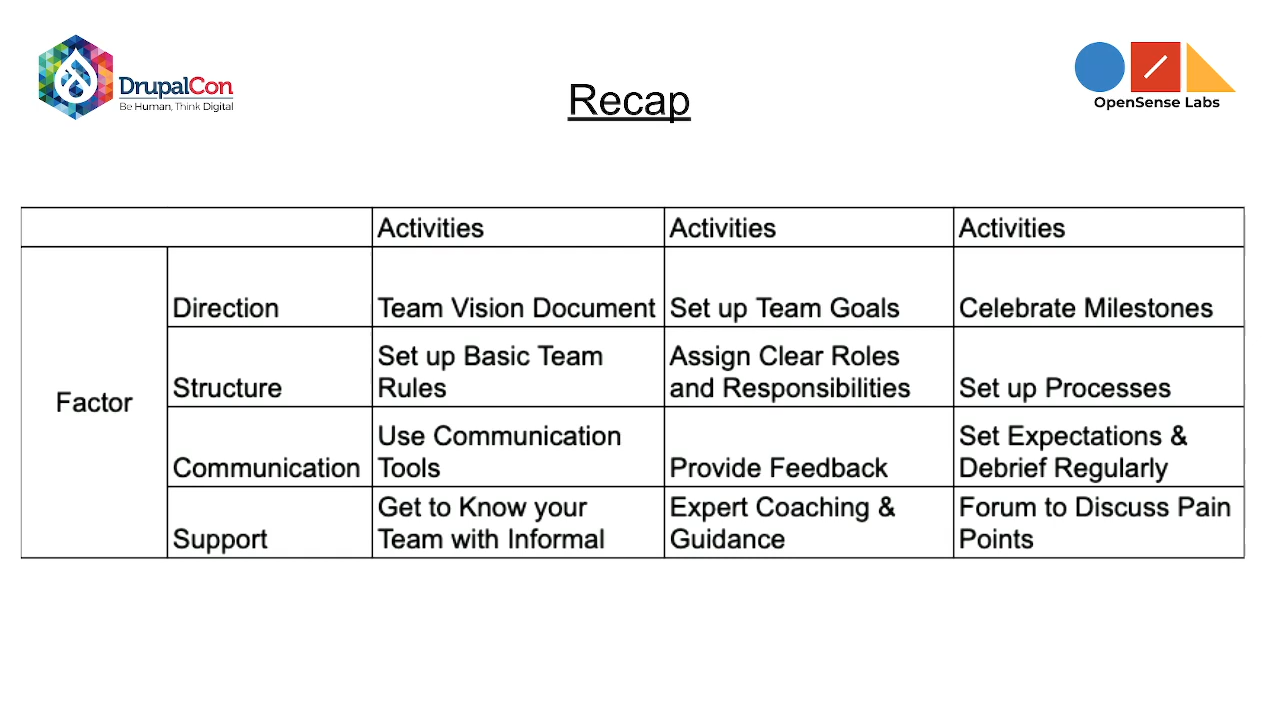 DrupalCon
Be Human, Think Digital
Recap
OpenSense Labs
Activities
Activities
Activities
Factor
Direction
Team Vision Document
Set up Team Goals
Celebrate Milestones
Structure
Set up Basic Team
Rules
Assign Clear Roles
and Responsibilities
Set up Processes
Communication
Use Communication
Tools
Provide Feedback
Set Expectations &
Debrief Regularly
Support
Get to Know your
Team with Informal
Expert Coaching &
Guidance
Forum to Discuss Pain
Points